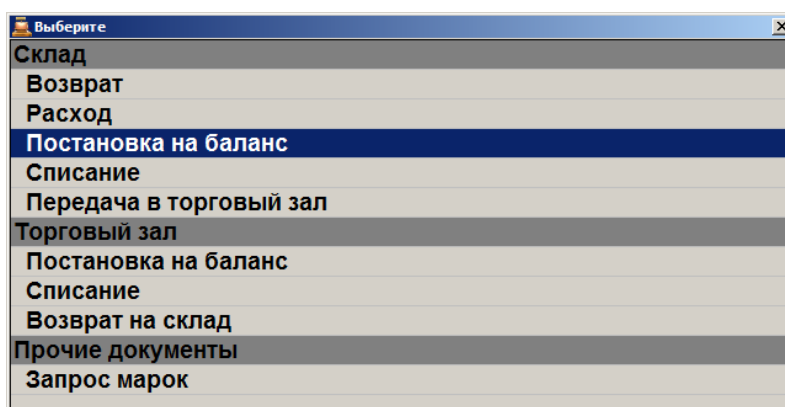 Выберите
Склад
Возврат
Расход
Постановка на баланс
Списание
Передача в торговый зал
Торговый зал
Постановка на баланс
Списание
Возврат на склад
Прочие документы
Запрос марок